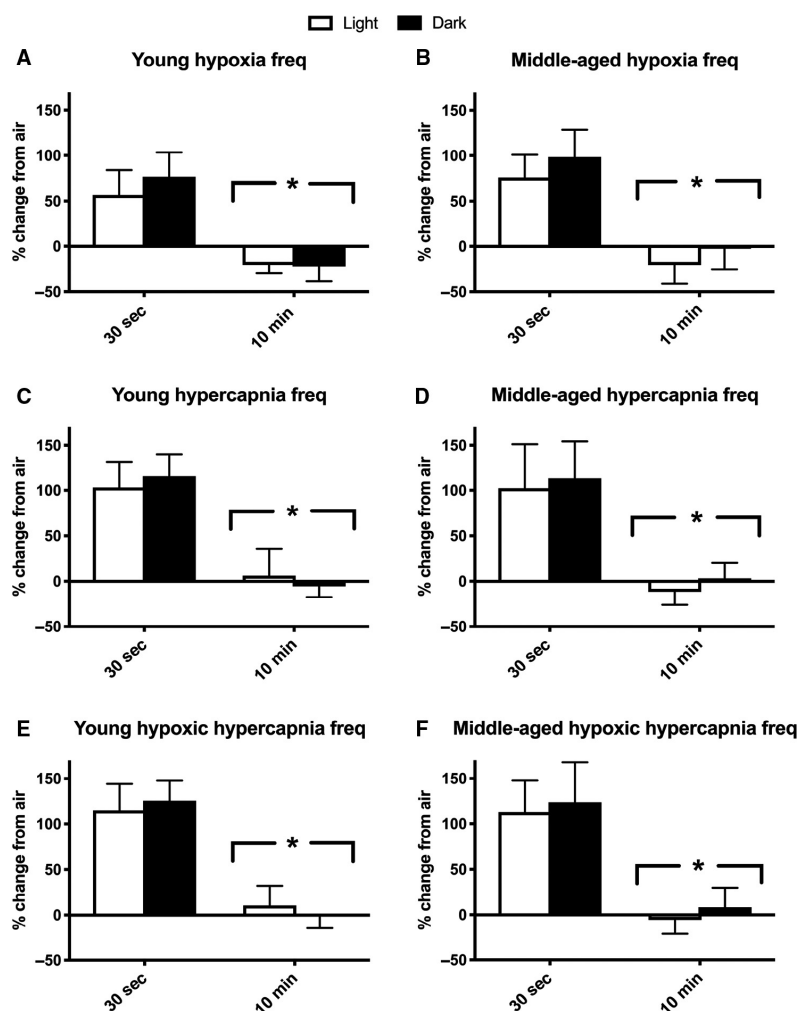 Light Dark
A Young hypoxia freq
% change from air
150
100
50
0
–50
*
30 sec 10 min
B Middle-aged hypoxia freq
% change from air
150
100
50
0
–50
*
30 sec 10 min
C Young hypercapnia freq
% change from air
150
100
50
0
–50
*
30 sec 10 min
D Middle-aged hypercapnia freq
% change from air
150
100
50
0
–50
*
30 sec 10 min
E Young hypoxic hypercapnia freq
% change from air
150
100
50
0
–50
*
30 sec 10 min
F Middle-aged hypoxic hypercapnia freq
% change from air
150
100
50
0
–50
*
30 sec 10 min